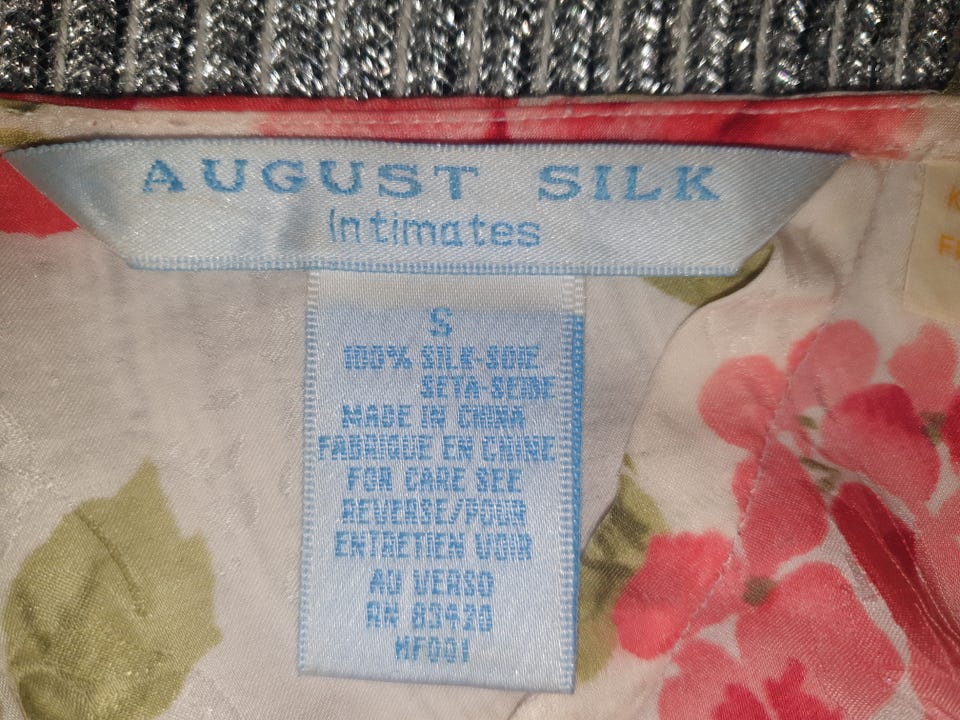 AUGUST SILK
Intimates
S
100% SILK-SOIE
SETA-SEIDE
MADE IN CHINA
FABRIQUE EN CHINE
FOR CARE SEE
REVERSE/POUR
ENTRETIEN VOIR
AU VERSO
RN 83420
MF001